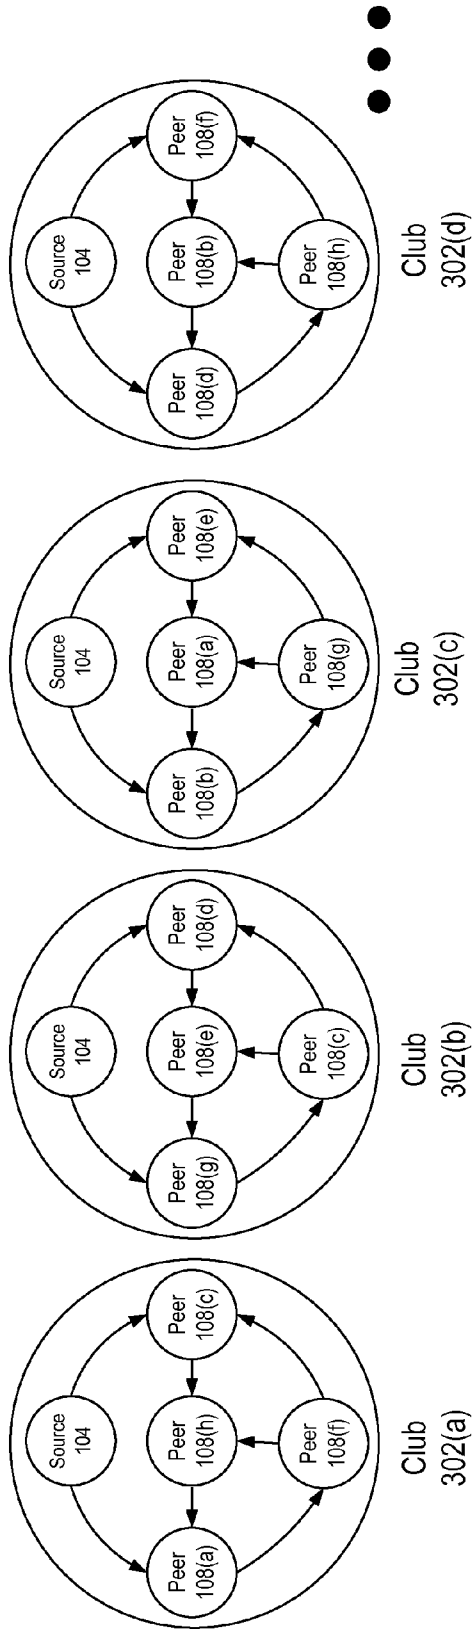 Source
104
Peer
108(a)
Peer
108(h)
Peer
108(c)
Peer
108(f)
Club
302(a)
Source
104
Peer
108(g)
Peer
108(e)
Peer
108(d)
Peer
108(c)
Club
302(b)
Source
104
Peer
108(b)
Peer
108(a)
Peer
108(e)
Peer
108(g)
Club
302(c)
Source
104
Peer
108(d)
Peer
108(b)
Peer
108(f)
Peer
108(h)
Club
302(d)